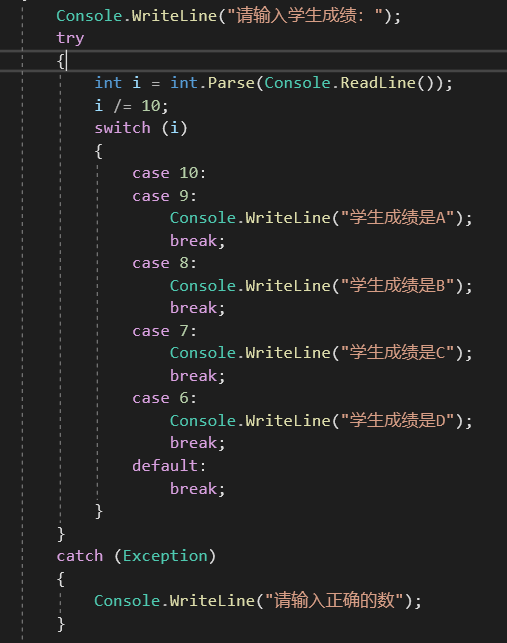 Console.WriteLine("请输入学生成绩：");
try
{
int i = int.Parse(Console.ReadLine());
i /= 10;
switch (i)
{
case 10:
case 9:
Console.WriteLine("学生成绩是A");
break;
case 8:
Console.WriteLine("学生成绩是B");
break;
case 7:
Console.WriteLine("学生成绩是C");
break;
case 6:
Console.WriteLine("学生成绩是D");
break;
default:
break;
}
}
catch (Exception)
{
Console.WriteLine("请输入正确的数");
}